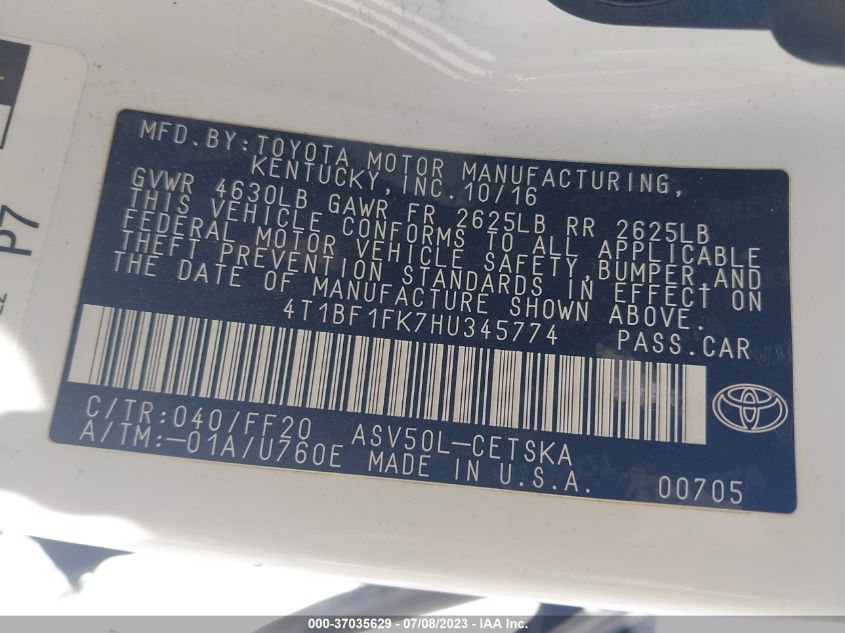 MFD.BY:TOYOTA MOTOR MANUFACTURING,
KENTUCKY, INC. 10/16
GVWR 4630LB GAWR FR 2625LB RR 2625LB
THIS VEHICLE CONFORMS TO ALL APPLICABLE
FEDERAL MOTOR VEHICLE SAFETY,BUMPER,AND
THEFT PREVENTION STANDARDS IN EFFECT ON
THE DATE OF MANUFACTURE SHOWN ABOVE.
4T1BF1FK7HU345774 PASS.CAR
C/TR:040/FF20 ASV50L-CETSKA
A/TM:-01A/U760E MADE IN U.S.A. 00705
P7
000-37035629 - 07/08/2023 - IAA Inc.